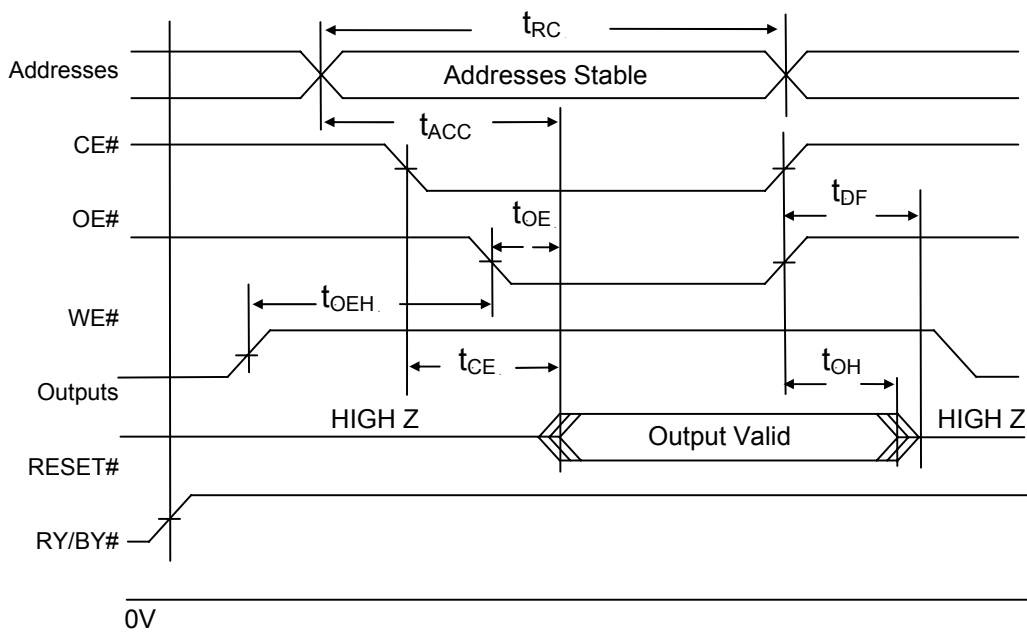 tRC
Addresses
Addresses Stable
tACC
CE#
tDF
OE#
tOE
tOEH
WE#
tCE
tOH
Outputs
HIGH Z
Output Valid
HIGH Z
RESET#
RY/BY#
0V